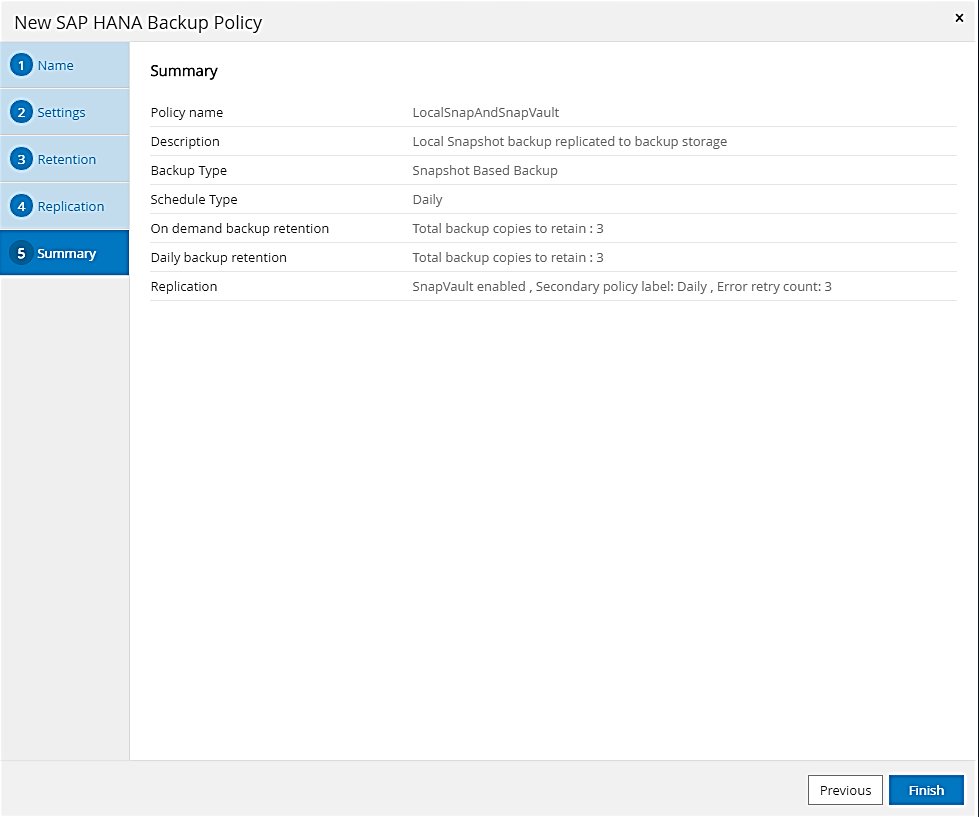 New SAP HANA Backup Policy
×
1 Name
2 Settings
3 Retention
4 Replication
5 Summary
Summary
Policy name LocalSnapAndSnapVault
Description Local Snapshot backup replicated to backup storage
Backup Type Snapshot Based Backup
Schedule Type Daily
On demand backup retention Total backup copies to retain : 3
Daily backup retention Total backup copies to retain : 3
Replication SnapVault enabled , Secondary policy label: Daily , Error retry count: 3
Previous Finish